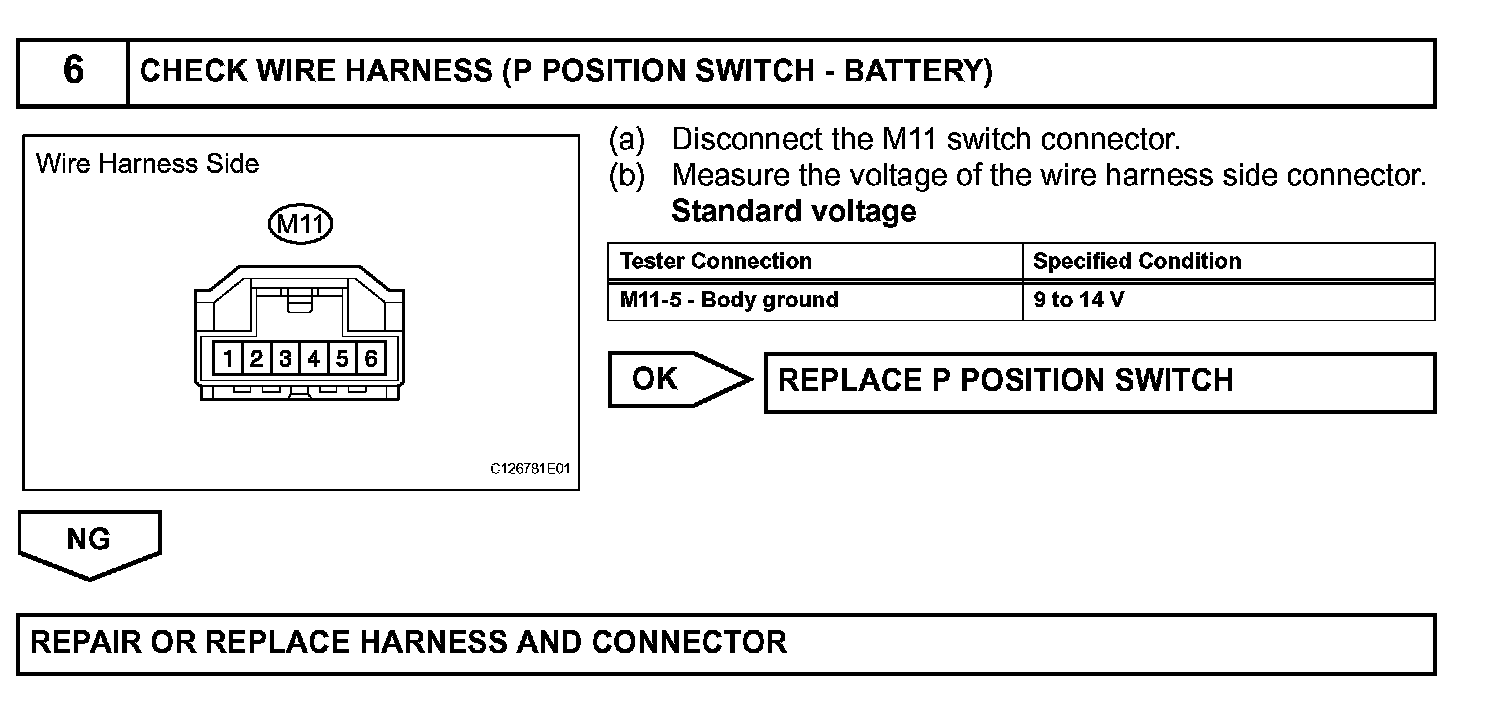 6
CHECK WIRE HARNESS (P POSITION SWITCH - BATTERY)
Wire Harness Side
M11
1 2 3 4 5 6
C126781E01
(a) Disconnect the M11 switch connector.
(b) Measure the voltage of the wire harness side connector.
Standard voltage
Tester Connection Specified Condition
M11-5 - Body ground 9 to 14 V
OK
REPLACE P POSITION SWITCH
NG
REPAIR OR REPLACE HARNESS AND CONNECTOR